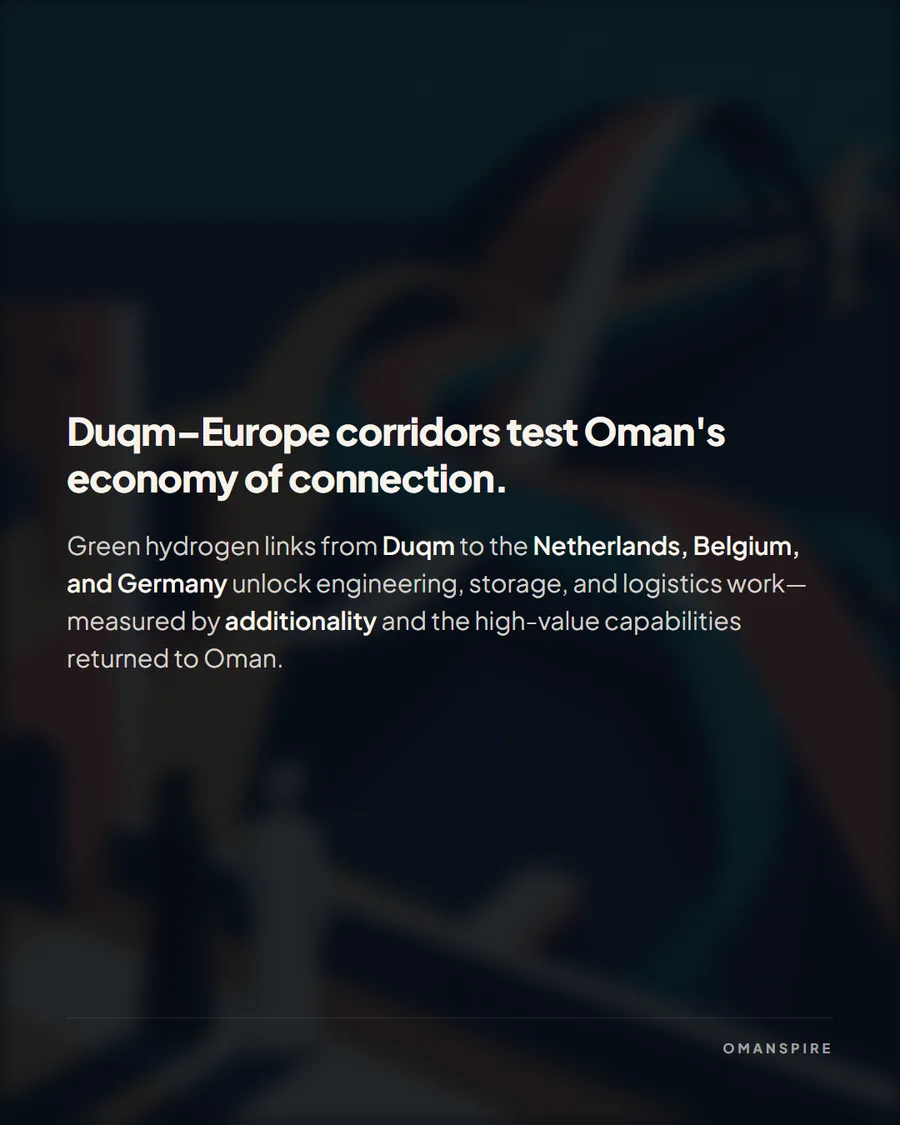 Duqm–Europe corridors test Oman's
economy of connection.
Green hydrogen links from Duqm to the Netherlands, Belgium,
and Germany unlock engineering, storage, and logistics work—
measured by additionality and the high-value capabilities
returned to Oman.
OMANSPIRE